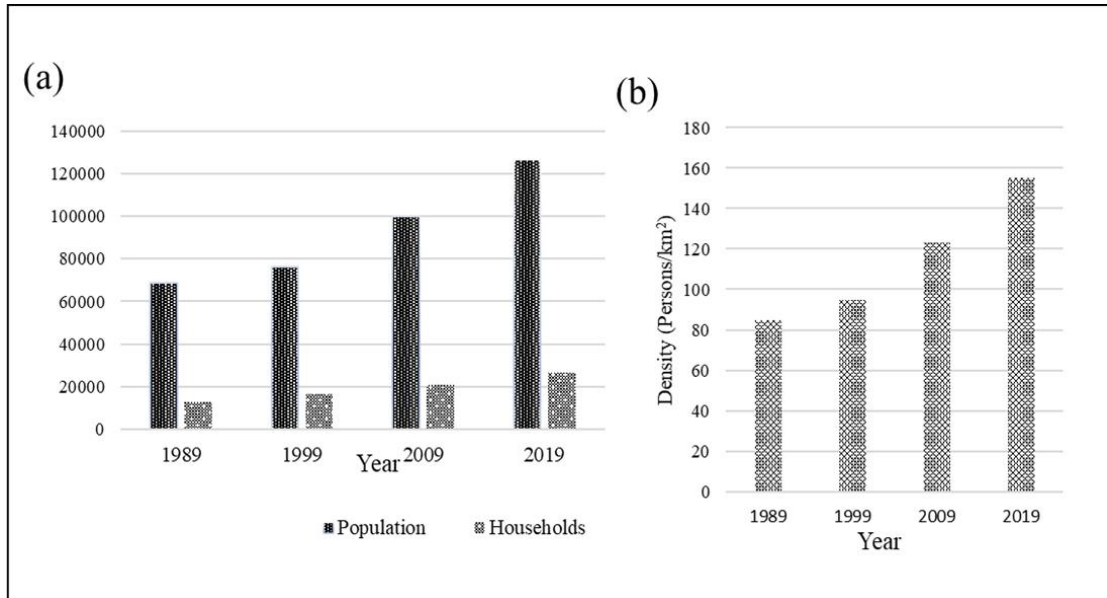 (a)
140000
120000
100000
80000
60000
40000
20000
0
1989 1999 2009 2019
Year
Population Households
(b)
Density (Persons/km²)
180
160
140
120
100
80
60
40
20
0
1989 1999 2009 2019
Year